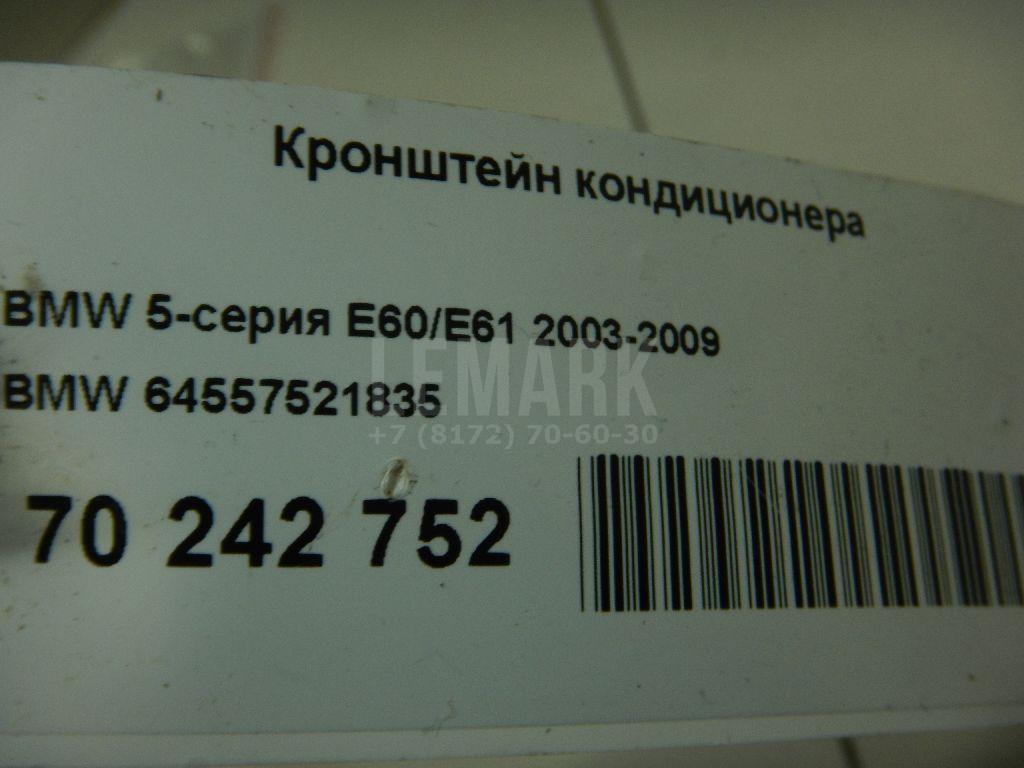 Кронштейн кондиционера
BMW 5-серия E60/E61 2003-2009
BMW 64557521835
LEMARK
+7 (8172) 70-60-30
70 242 752